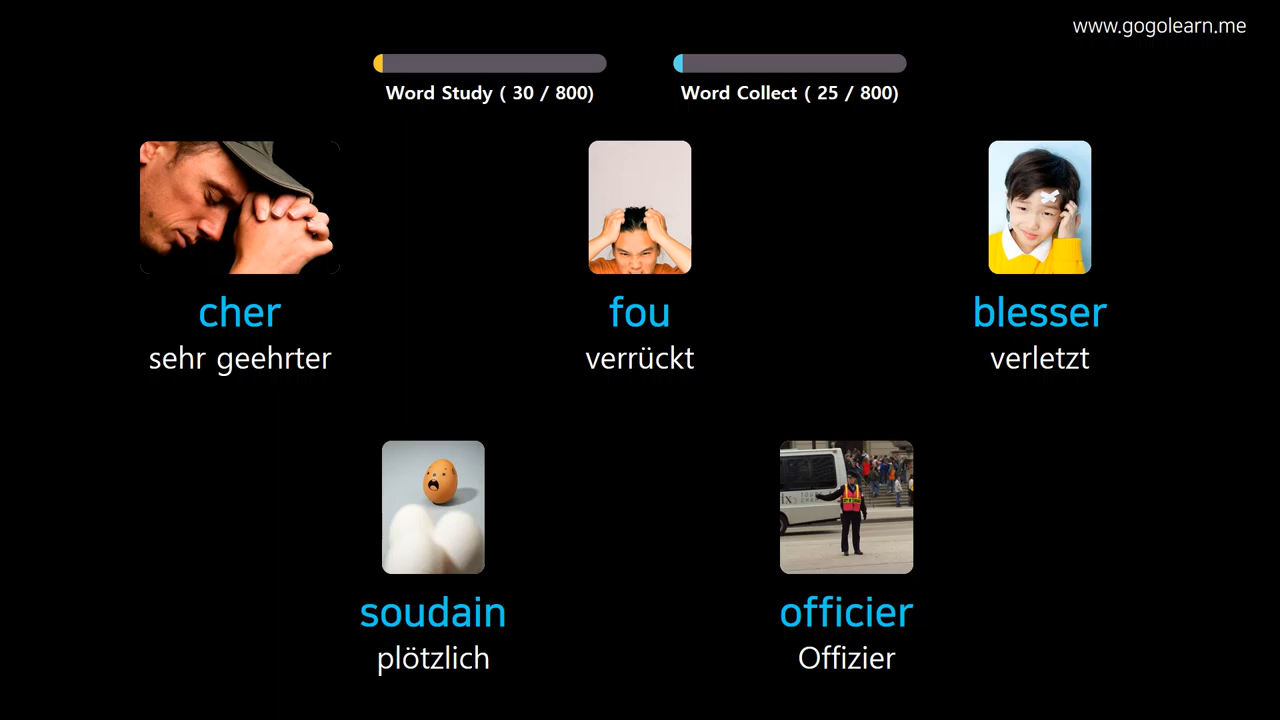 www.gogolearn.me
Word Study ( 30 / 800)
Word Collect ( 25 / 800)
cher
sehr geehrter
fou
verrückt
blesser
verletzt
soudain
plötzlich
officier
Offizier